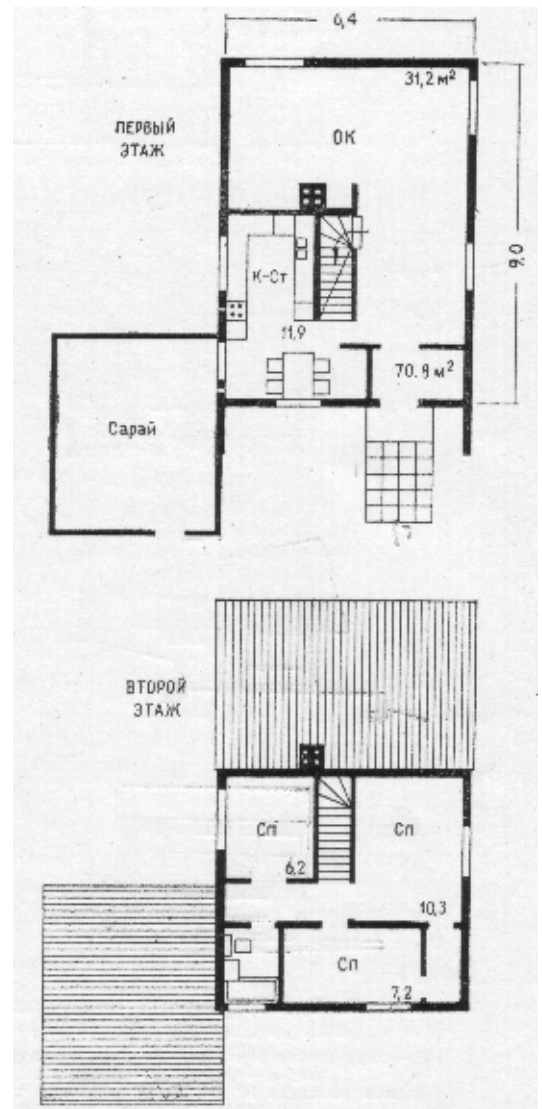 6,4
31,2 м²
ПЕРВЫЙ
ЭТАЖ
ОК
9,0
К-Ст
11,9
70.8 м²
Сарай
ВТОРОЙ
ЭТАЖ
Сп
Сп
6,2
10,3
Сп
7,2